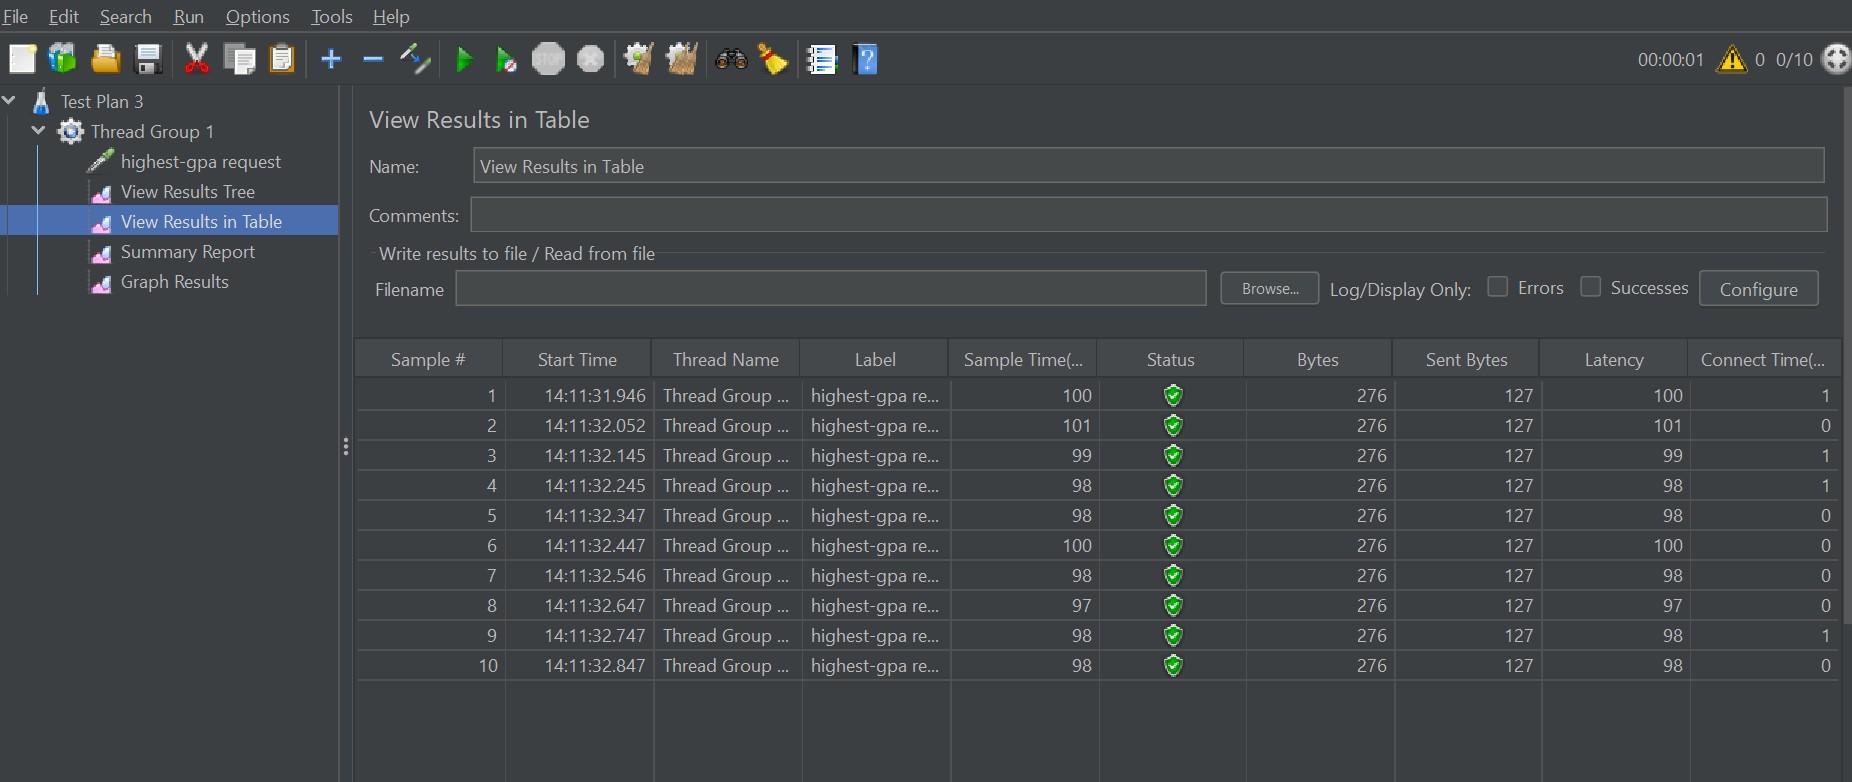 File Edit Search Run Options Tools Help
STOP
00:00:01 0 0/10
Test Plan 3
Thread Group 1
highest-gpa request
View Results Tree
View Results in Table
Summary Report
Graph Results
View Results in Table
Name: View Results in Table
Comments:
Write results to file / Read from file
Filename Browse... Log/Display Only: Errors Successes Configure
Sample # Start Time Thread Name Label Sample Time(... Status Bytes Sent Bytes Latency Connect Time(...
1 14:11:31.946 Thread Group ... highest-gpa re... 100 276 127 100 1
2 14:11:32.052 Thread Group ... highest-gpa re... 101 276 127 101 0
3 14:11:32.145 Thread Group ... highest-gpa re... 99 276 127 99 1
4 14:11:32.245 Thread Group ... highest-gpa re... 98 276 127 98 1
5 14:11:32.347 Thread Group ... highest-gpa re... 98 276 127 98 0
6 14:11:32.447 Thread Group ... highest-gpa re... 100 276 127 100 0
7 14:11:32.546 Thread Group ... highest-gpa re... 98 276 127 98 0
8 14:11:32.647 Thread Group ... highest-gpa re... 97 276 127 97 0
9 14:11:32.747 Thread Group ... highest-gpa re... 98 276 127 98 1
10 14:11:32.847 Thread Group ... highest-gpa re... 98 276 127 98 0